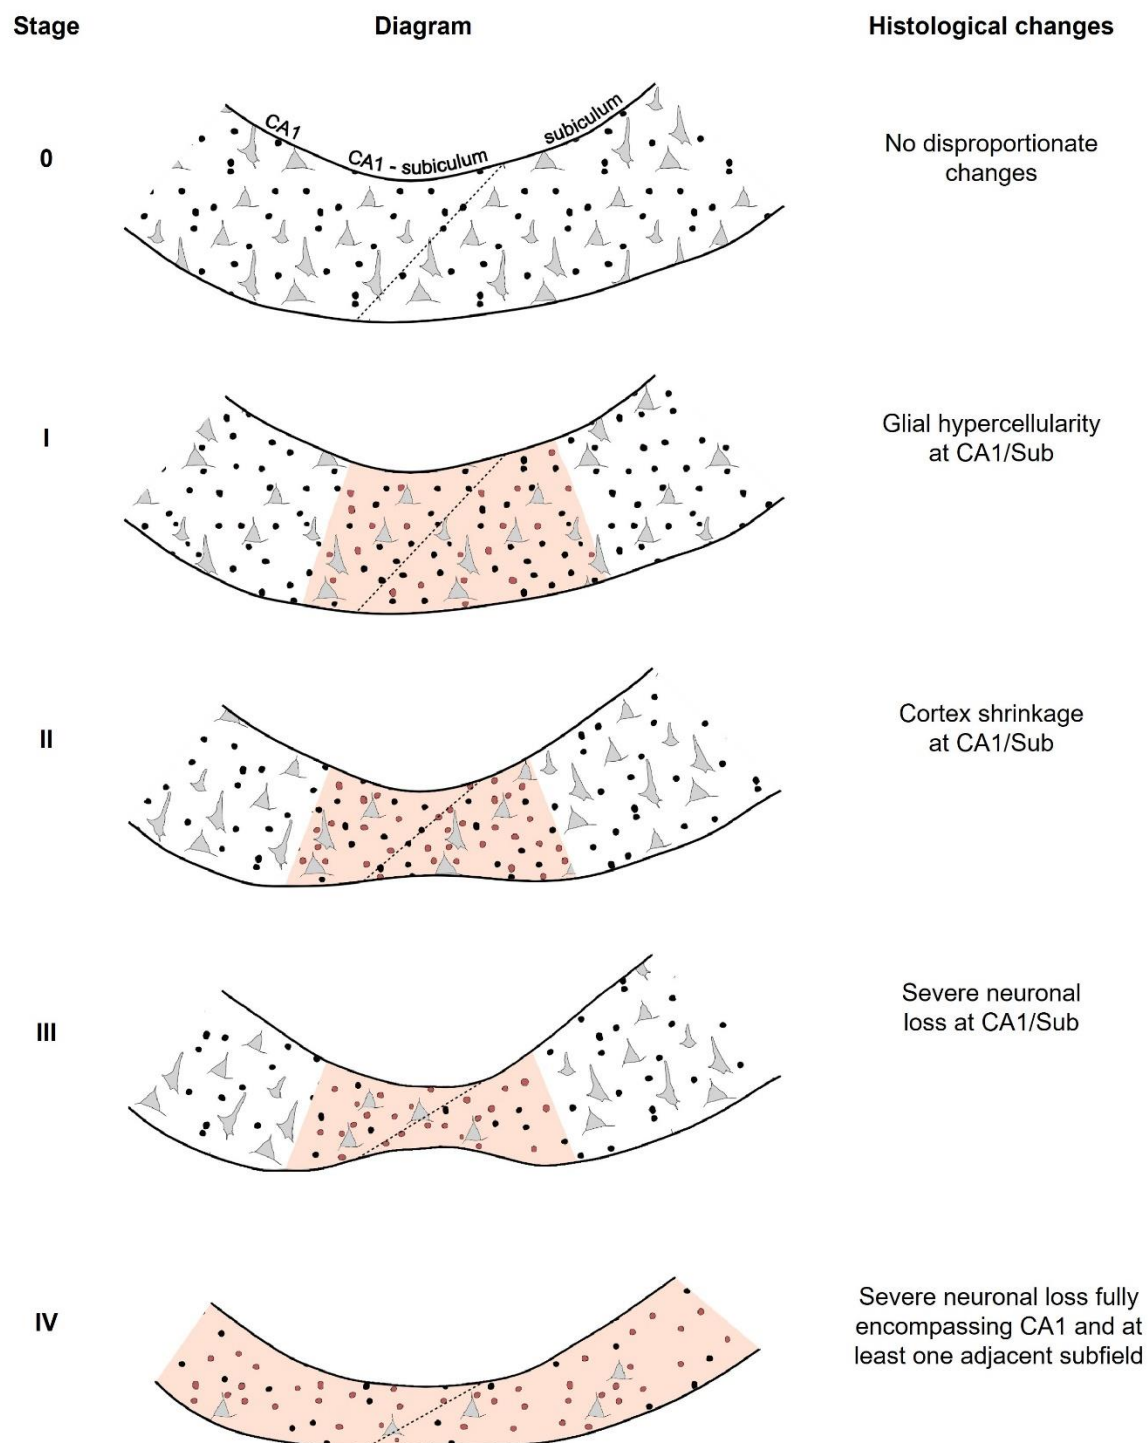 Stage
Diagram
Histological changes
0
CA1
CA1 - subiculum
subiculum
No disproportionate
changes
I
Glial hypercellularity
at CA1/Sub
II
Cortex shrinkage
at CA1/Sub
III
Severe neuronal
loss at CA1/Sub
IV
Severe neuronal loss fully
encompassing CA1 and at
least one adjacent subfield